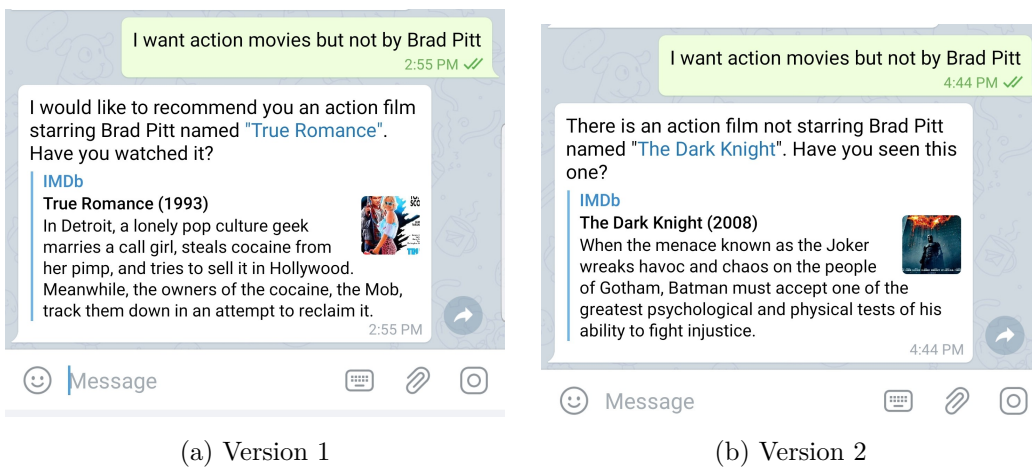 I want action movies but not by Brad Pitt
2:55 PM
I would like to recommend you an action film
starring Brad Pitt named "True Romance".
Have you watched it?
IMDb
True Romance (1993)
In Detroit, a lonely pop culture geek
marries a call girl, steals cocaine from
her pimp, and tries to sell it in Hollywood.
Meanwhile, the owners of the cocaine, the Mob,
track them down in an attempt to reclaim it.
2:55 PM
Message
(a) Version 1
I want action movies but not by Brad Pitt
4:44 PM
There is an action film not starring Brad Pitt
named "The Dark Knight". Have you seen this
one?
IMDb
The Dark Knight (2008)
When the menace known as the Joker
wreaks havoc and chaos on the people
of Gotham, Batman must accept one of the
greatest psychological and physical tests of his
ability to fight injustice.
4:44 PM
Message
(b) Version 2